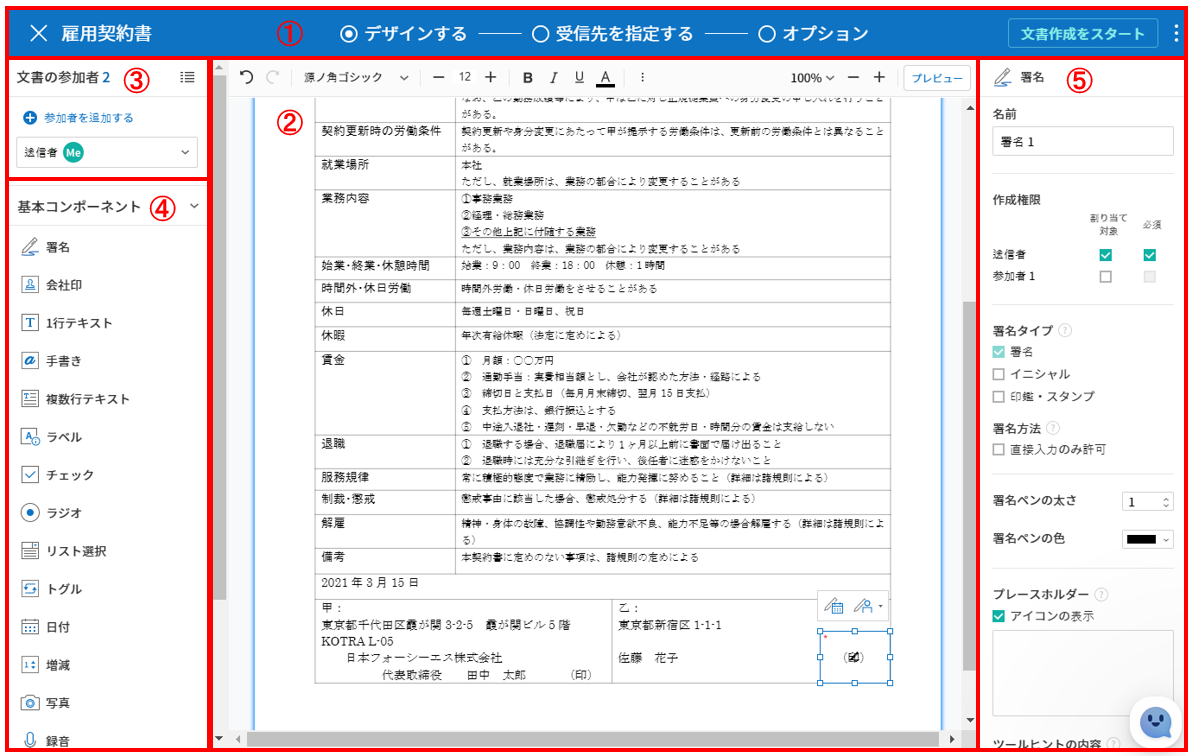 雇用契約書
①
デザインする
受信先を指定する
オプション
文書作成をスタート
文書の参加者 2
③
参加者を追加する
送信者 Me
基本コンポーネント
④
署名
会社印
1行テキスト
手書き
複数行テキスト
ラベル
チェック
ラジオ
リスト選択
トグル
日付
増減
写真
録音
源ノ角ゴシック
12
B I U A
100%
プレビュー
②
がある。
契約更新時の労働条件
契約更新や身分変更にあたって甲が提示する労働条件は、更新前の労働条件とは異なること
がある。
就業場所
本社
ただし、就業場所は、業務の都合により変更することがある
業務内容
①事務業務
②経理・総務業務
③その他上記に付随する業務
ただし、業務内容は、業務の都合により変更することがある
始業・終業・休憩時間
始業：9：00　終業：18：00　休憩：1時間
時間外・休日労働
時間外労働・休日労働をさせることがある
休日
毎週土曜日・日曜日、祝日
休暇
年次有給休暇（法定に定めによる）
賃金
①　月額：〇〇万円
②　通勤手当：実費相当額とし、会社が認めた方法・経路による
③　締切日と支払日（毎月月末締切、翌月15日支払）
④　支払方法は、銀行振込とする
⑤　中途入退社・遅刻・早退・欠勤などの不就労日・時間分の賃金は支給しない
退職
①　退職する場合、退職届により1ヶ月以上前に書面で届け出ること
②　退職時には充分な引継ぎを行い、後任者に迷惑をかけないこと
服務規律
常に積極的態度で業務に精励し、能力発揮に努めること（詳細は諸規則による）
制裁・懲戒
懲戒事由に該当した場合、懲戒処分する（詳細は諸規則による）
解雇
精神・身体の故障、協調性や勤務意欲不良、能力不足等の場合解雇する（詳細は諸規則によ
る）
備考
本契約書に定めのない事項は、諸規則の定めによる
2021年3月15日
甲：
東京都千代田区霞が関3-2-5　霞が関ビル5階
KOTRA L-05
日本フォーシーエス株式会社
代表取締役　田中　太郎　（印）
乙：
東京都新宿区1-1-1
佐藤　花子
（印）
署名
⑤
名前
署名 1
作成権限
割り当て
対象
必須
送信者
参加者 1
署名タイプ
署名
イニシャル
印鑑・スタンプ
署名方法
直接入力のみ許可
署名ペンの太さ
1
署名ペンの色
プレースホルダー
アイコンの表示
ツールヒントの内容